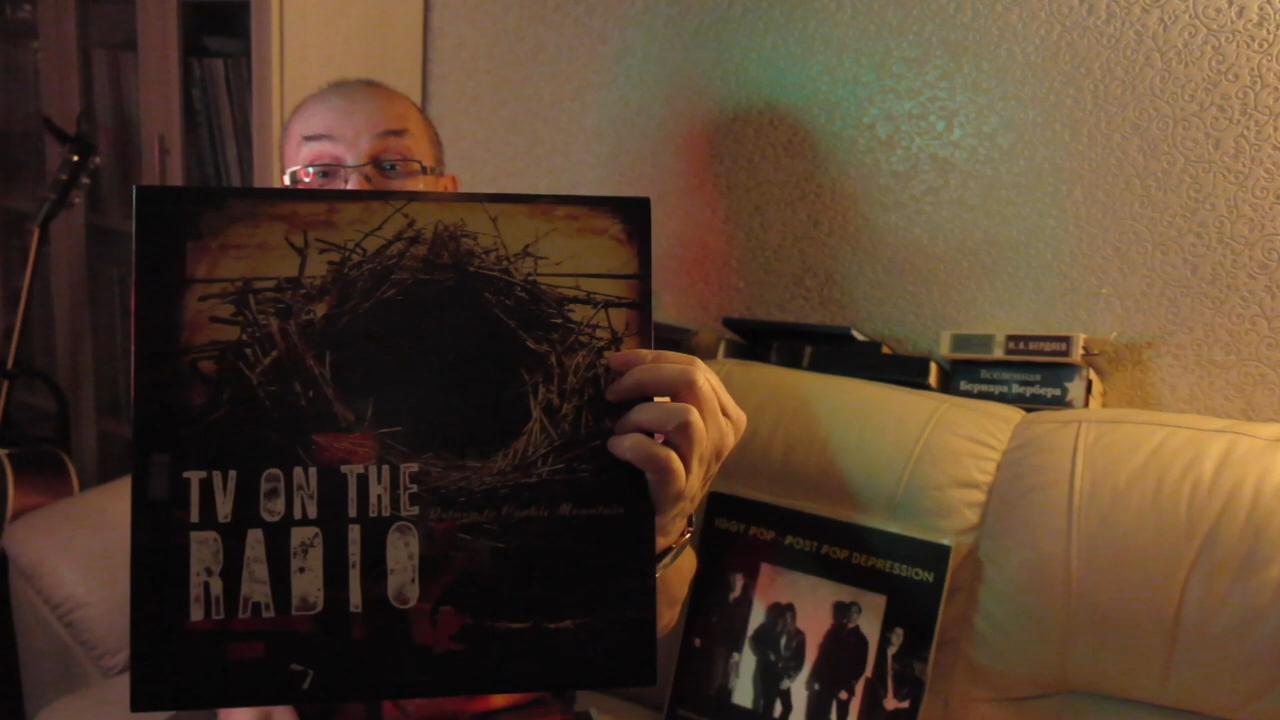 TV ON THE
RADIO
Return to Cookie Mountain
IGGY POP - POST POP DEPRESSION
Н.А. БЕРДЯЕВ
Вселенная
Бернара Вербера